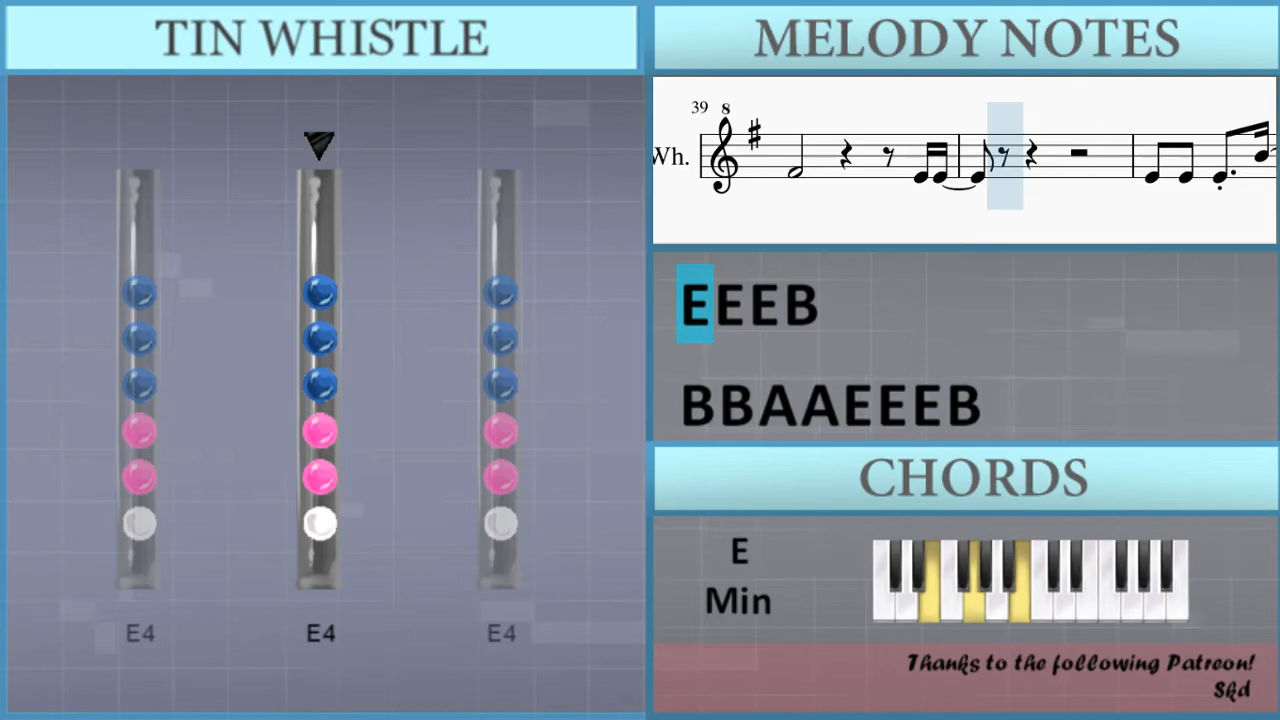 TIN WHISTLE
E4 E4 E4
MELODY NOTES
39 8
Wh.
EEEB
BBAAEEEB
CHORDS
E
Min
Thanks to the following Patreon!
Skd